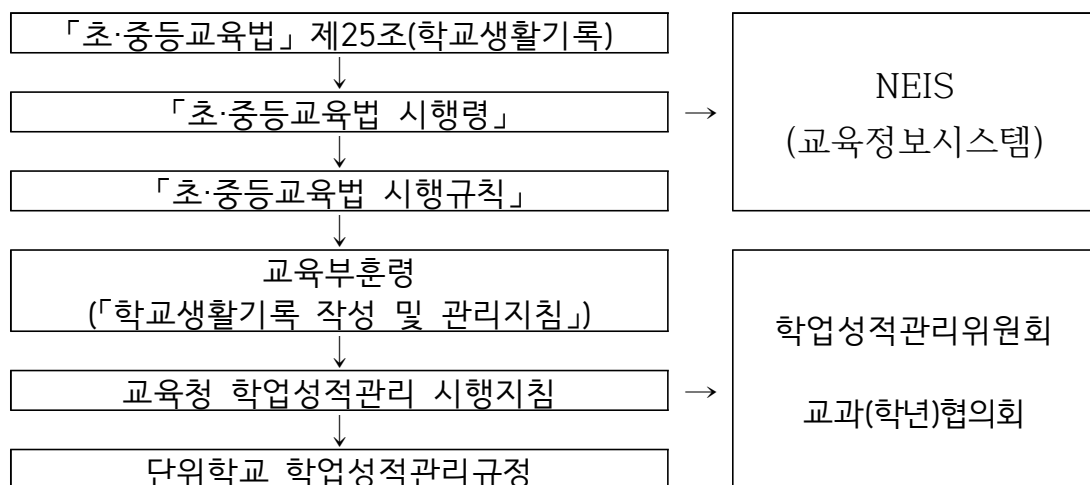 「초·중등교육법」 제25조(학교생활기록)
↓
「초·중등교육법 시행령」
→
NEIS
(교육정보시스템)
↓
「초·중등교육법 시행규칙」
↓
교육부훈령
(「학교생활기록 작성 및 관리지침」)
↓
교육청 학업성적관리 시행지침
→
학업성적관리위원회
교과(학년)협의회
↓
단위학교 학업성적관리규정